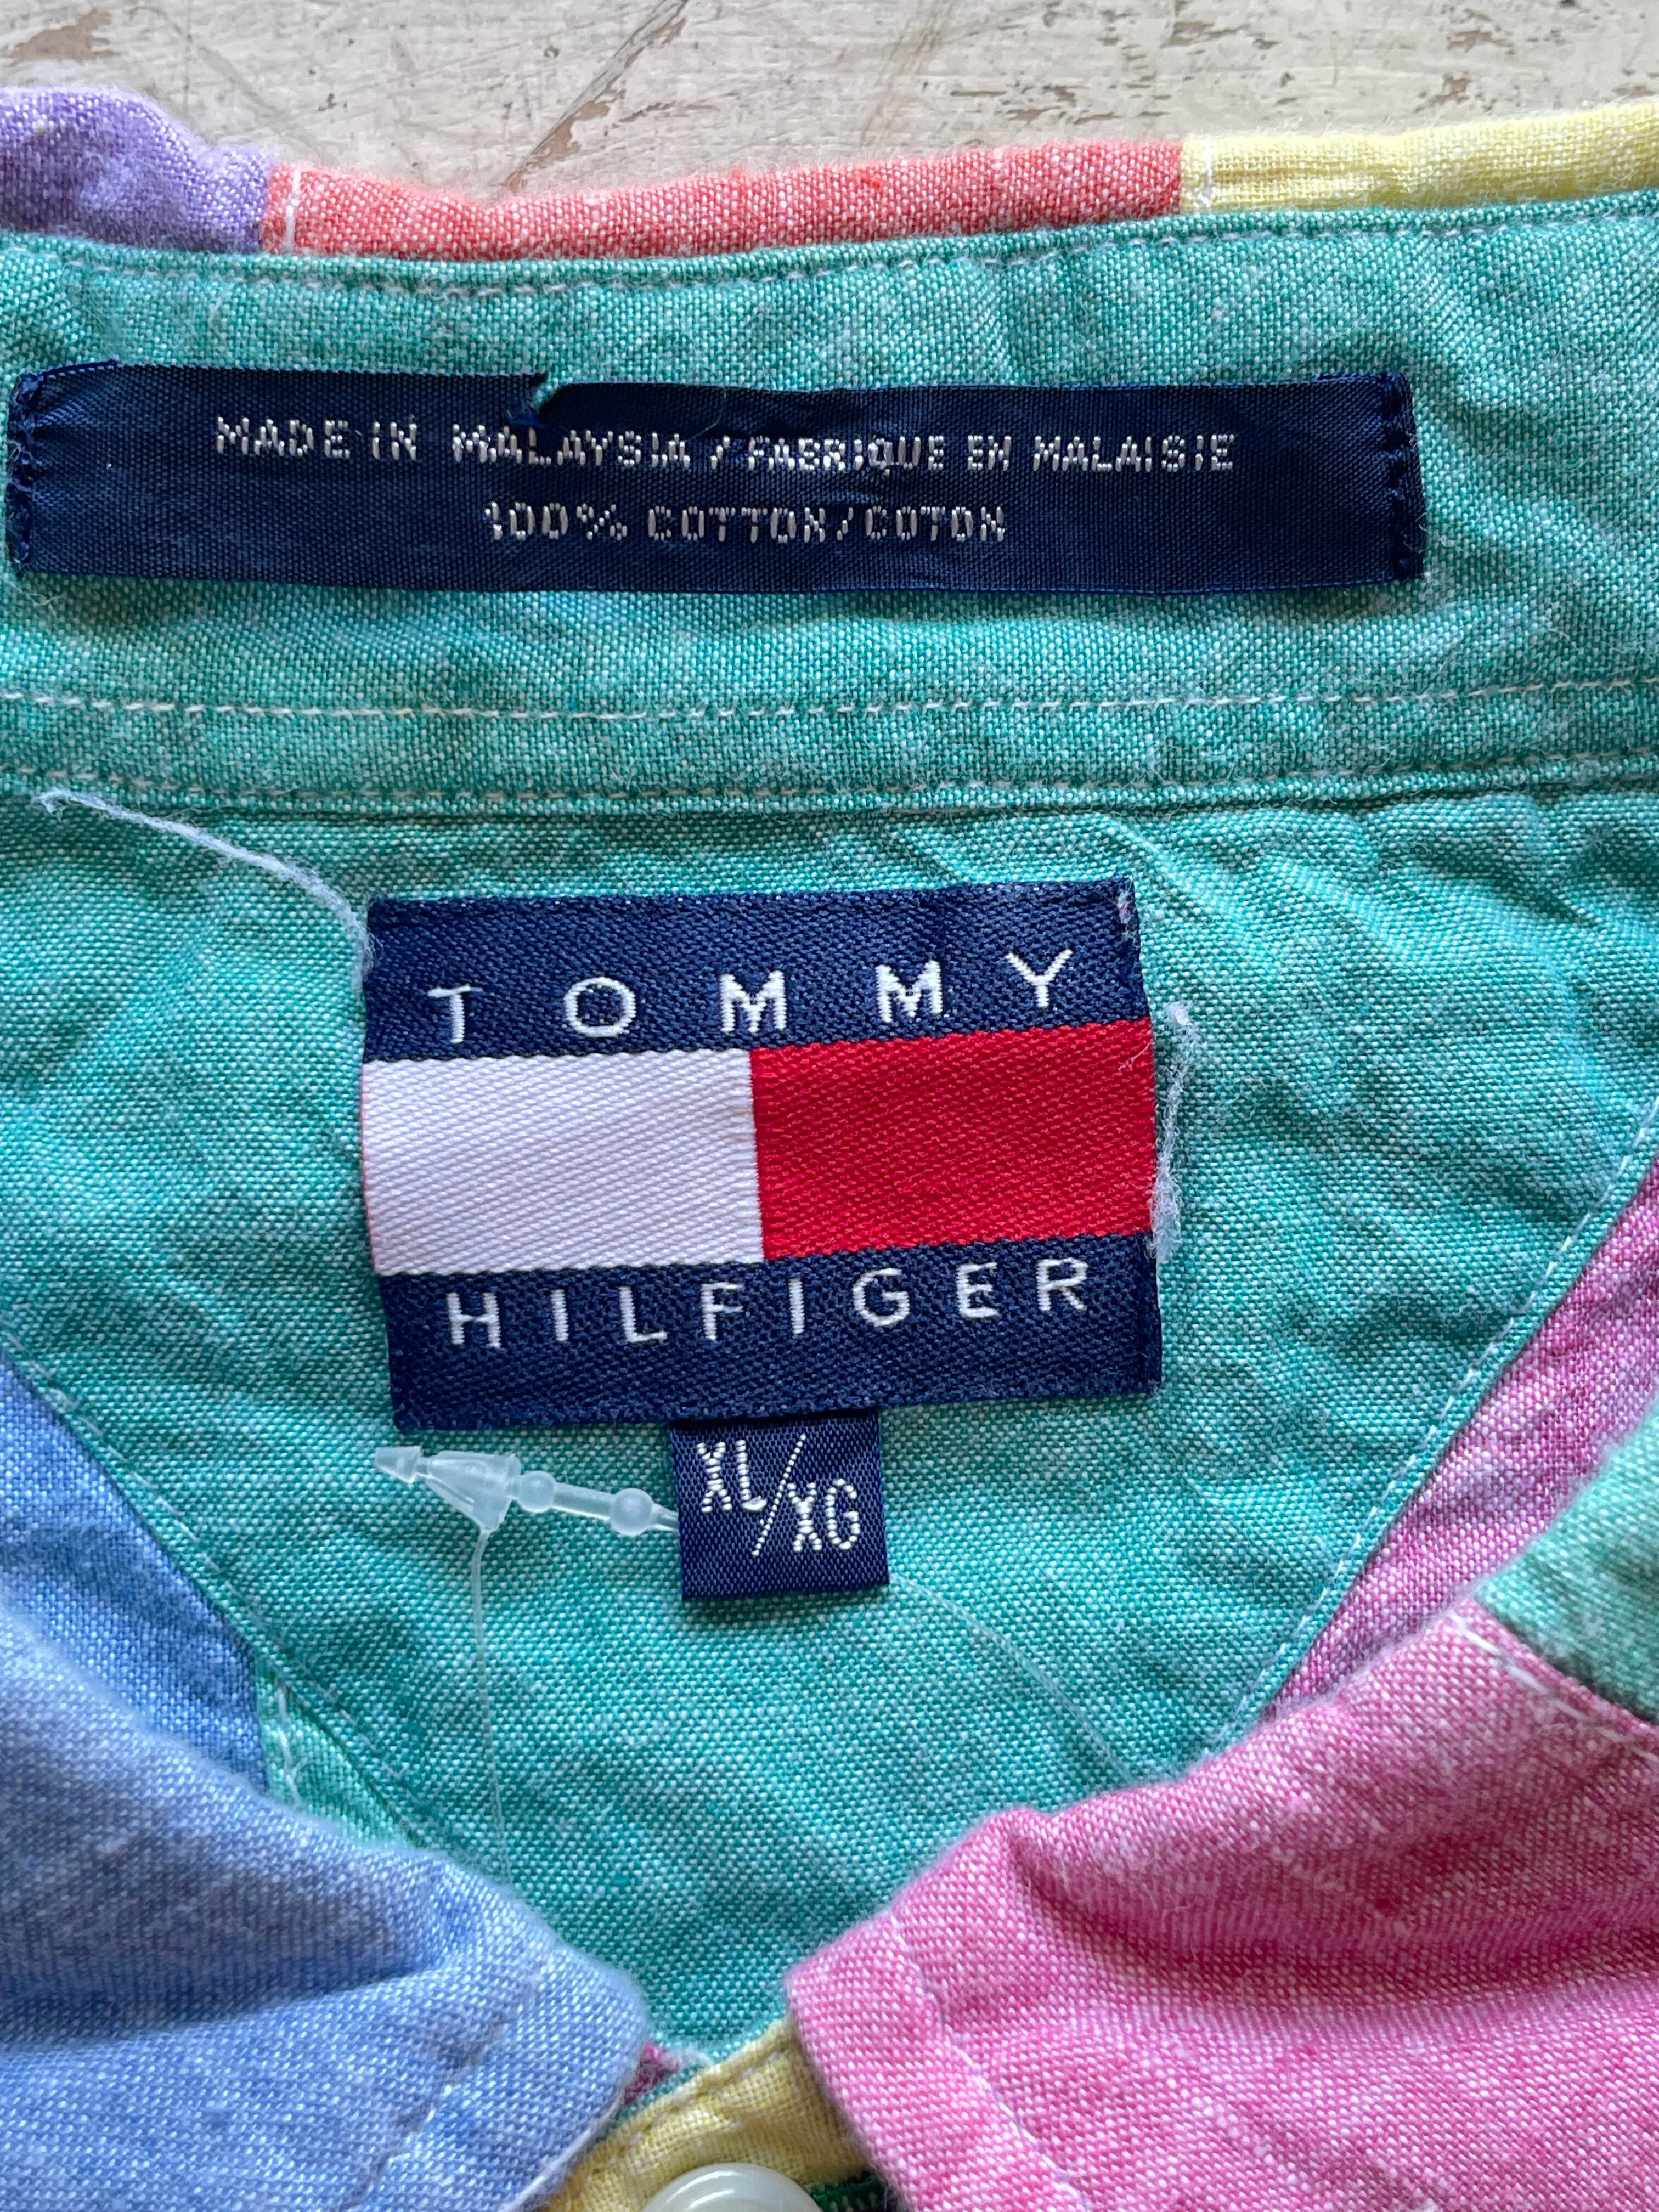 MADE IN MALAYSIA / FABRIQUE EN MALAISIE
100% COTTON/COTON
TOMMY
HILFIGER
XL/XG